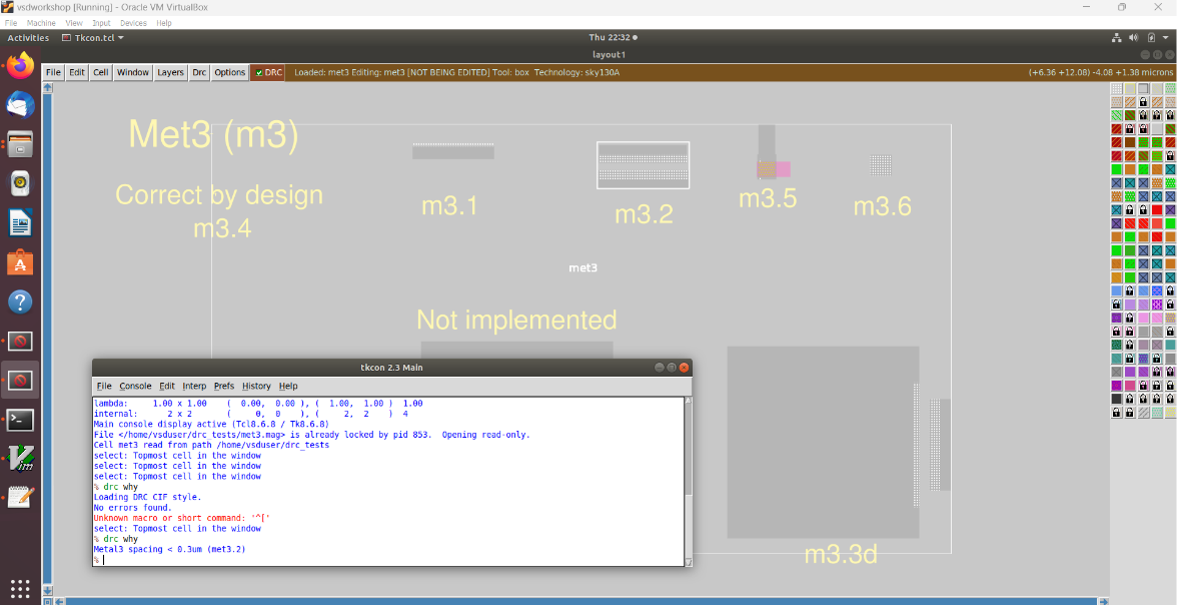 vsdworkshop [Running] - Oracle VM VirtualBox
File Machine View Input Devices Help
Activities Tkcon.tcl Thu 22:32
layout1
File Edit Cell Window Layers Drc Options DRC Loaded: met3 Editing: met3 [NOT BEING EDITED] Tool: box Technology: sky130A (+6.36 +12.08) -4.08 +1.38 microns
Met3 (m3)
Correct by design
m3.4
m3.1
m3.2
m3.5
m3.6
met3
Not implemented
m3.3d
tkcon 2.3 Main
File Console Edit Interp Prefs History Help
lambda: 1.00 x 1.00 ( 0.00, 0.00 ), ( 1.00, 1.00 ) 1.00
internal: 2 x 2 ( 0, 0 ), ( 2, 2 ) 4
Main console display active (Tcl8.6.8 / Tk8.6.8)
File </home/vsduser/drc_tests/met3.mag> is already locked by pid 853. Opening read-only.
Cell met3 read from path /home/vsduser/drc_tests
select: Topmost cell in the window
select: Topmost cell in the window
select: Topmost cell in the window
% drc why
Loading DRC CIF style.
No errors found.
Unknown macro or short command: '^['
select: Topmost cell in the window
% drc why
Metal3 spacing < 0.3um (met3.2)
%